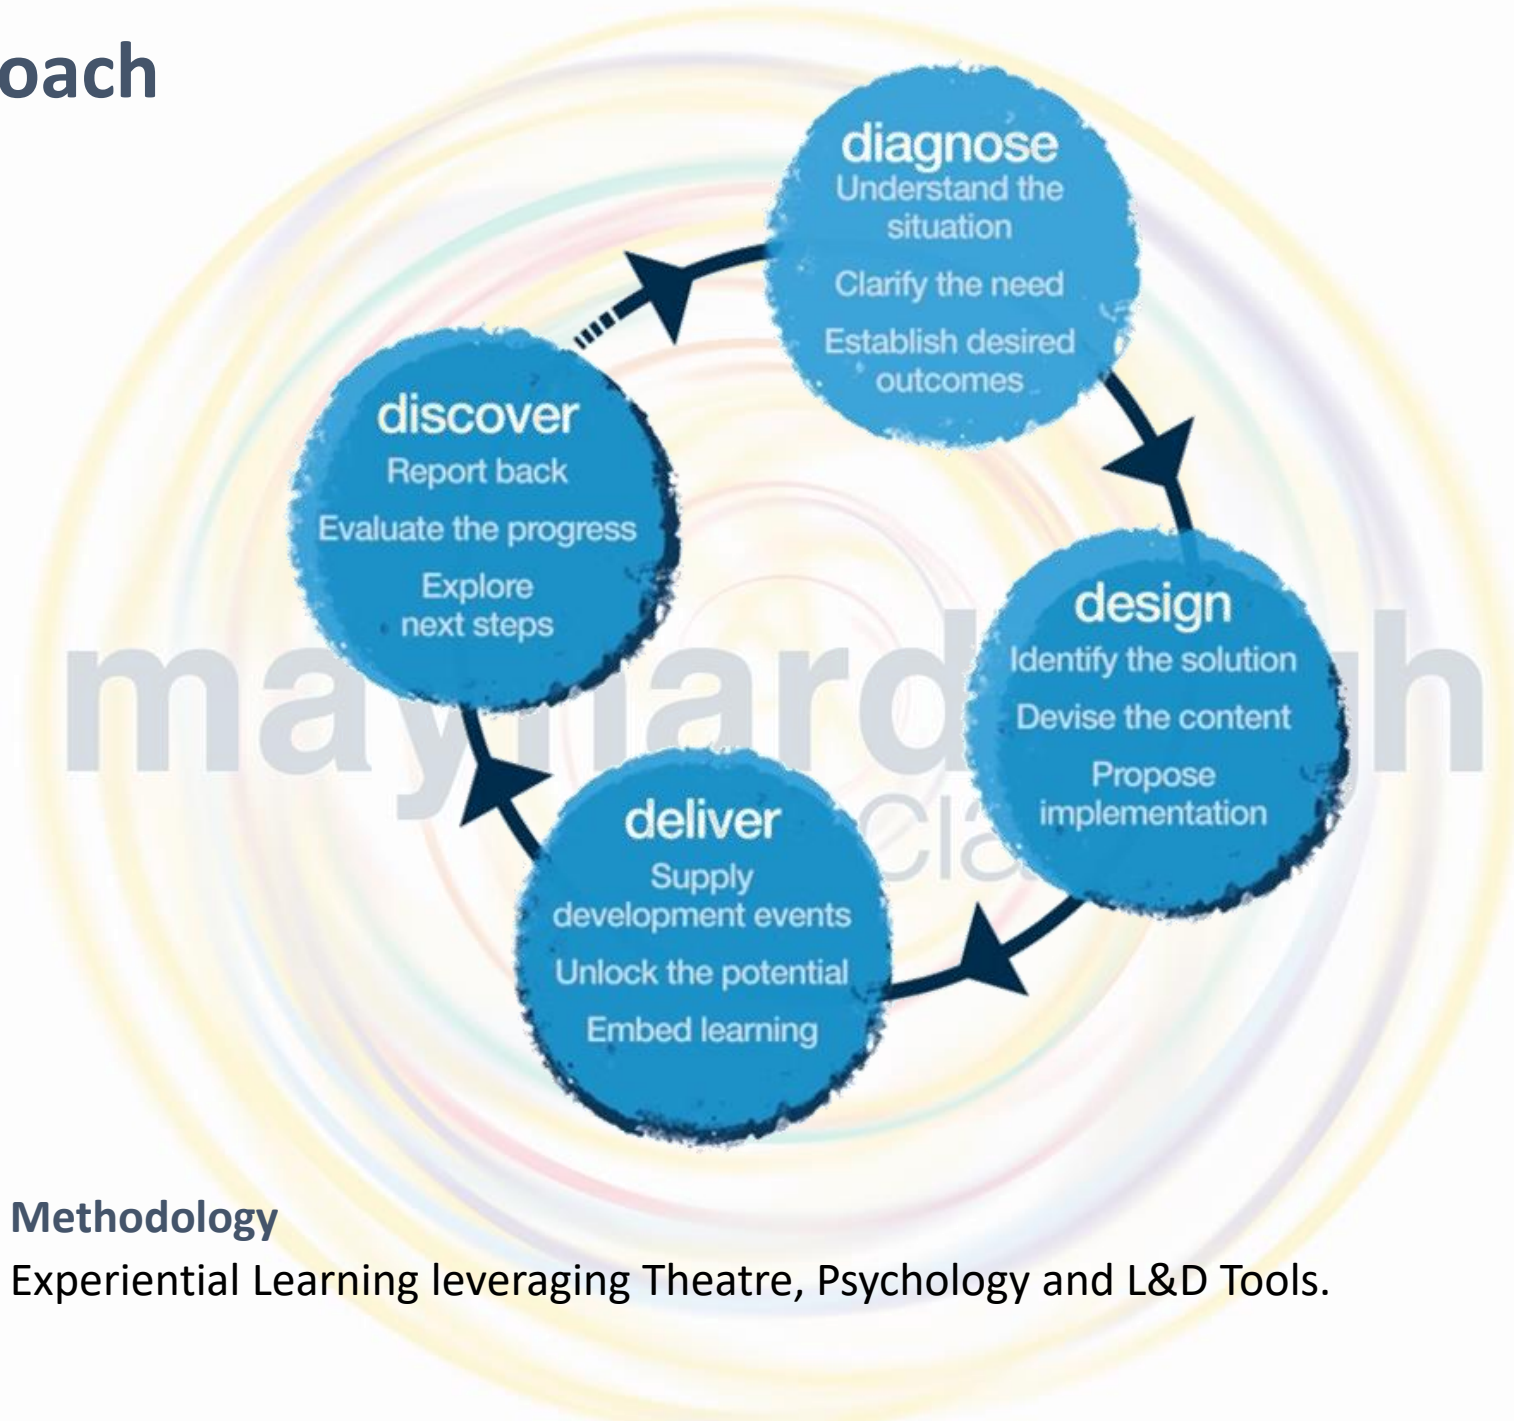 oach
diagnose
Understand the
situation
Clarify the need
Establish desired
outcomes
design
Identify the solution
Devise the content
Propose
implementation
deliver
Supply
development events
Unlock the potential
Embed learning
discover
Report back
Evaluate the progress
Explore
next steps
Methodology
Experiential Learning leveraging Theatre, Psychology and L&D Tools.